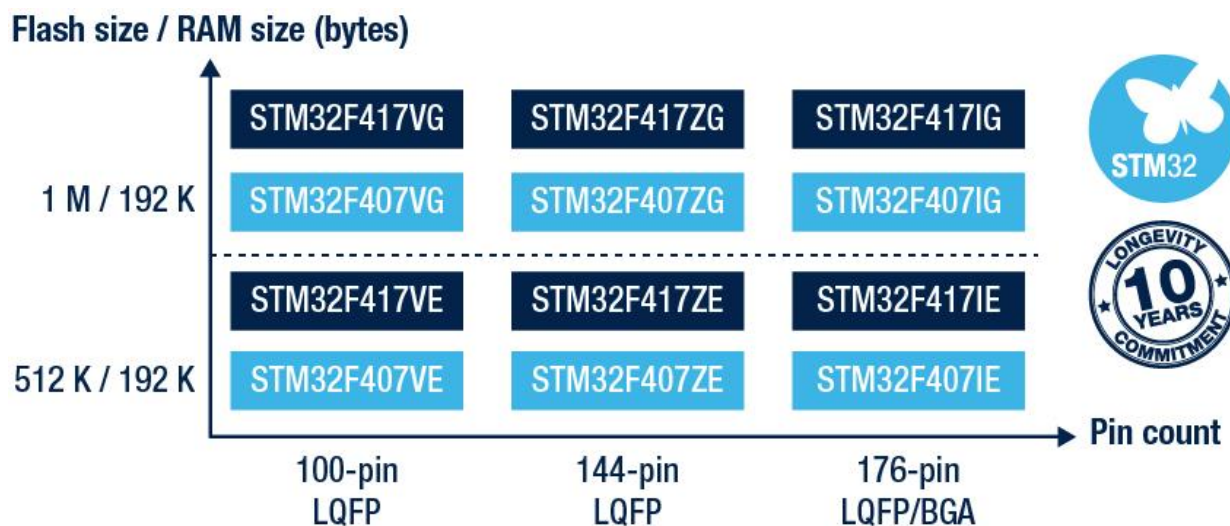 Flash size / RAM size (bytes)
STM32F417VG STM32F417ZG STM32F417IG
1 M / 192 K STM32F407VG STM32F407ZG STM32F407IG
STM32F417VE STM32F417ZE STM32F417IE
512 K / 192 K STM32F407VE STM32F407ZE STM32F407IE
Pin count
100-pin 144-pin 176-pin
LQFP LQFP LQFP/BGA
STM32
LONGEVITY
10
YEARS
COMMITMENT